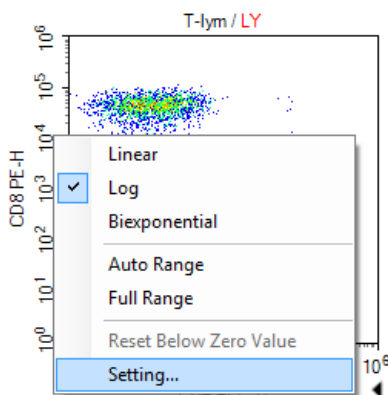 T-lym / LY
10^6
10^5
10^4
10^3
10^2
10^1
10^0
CD8 PE-H
Linear
Log
Biexponential
Auto Range
Full Range
Reset Below Zero Value
Setting...
10^6